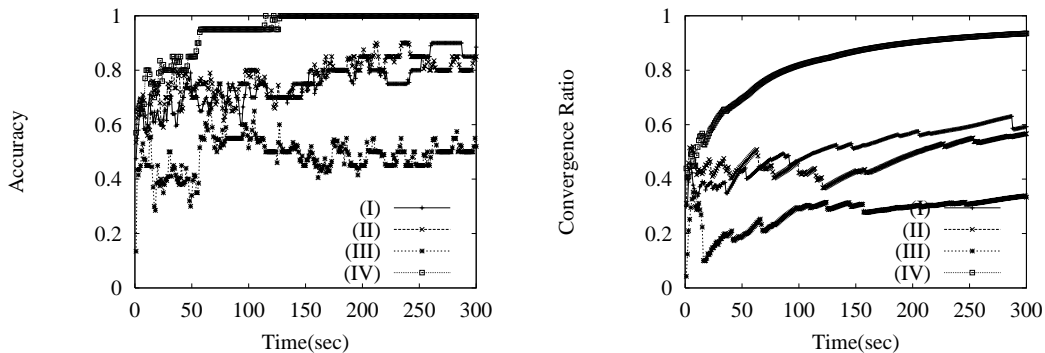 1
0.8
0.6
0.4
0.2
0
Accuracy
(I)
(II)
(III)
(IV)
0 50 100 150 200 250 300
Time(sec)
1
0.8
0.6
0.4
0.2
0
Convergence Ratio
(I)
(II)
(III)
(IV)
0 50 100 150 200 250 300
Time(sec)